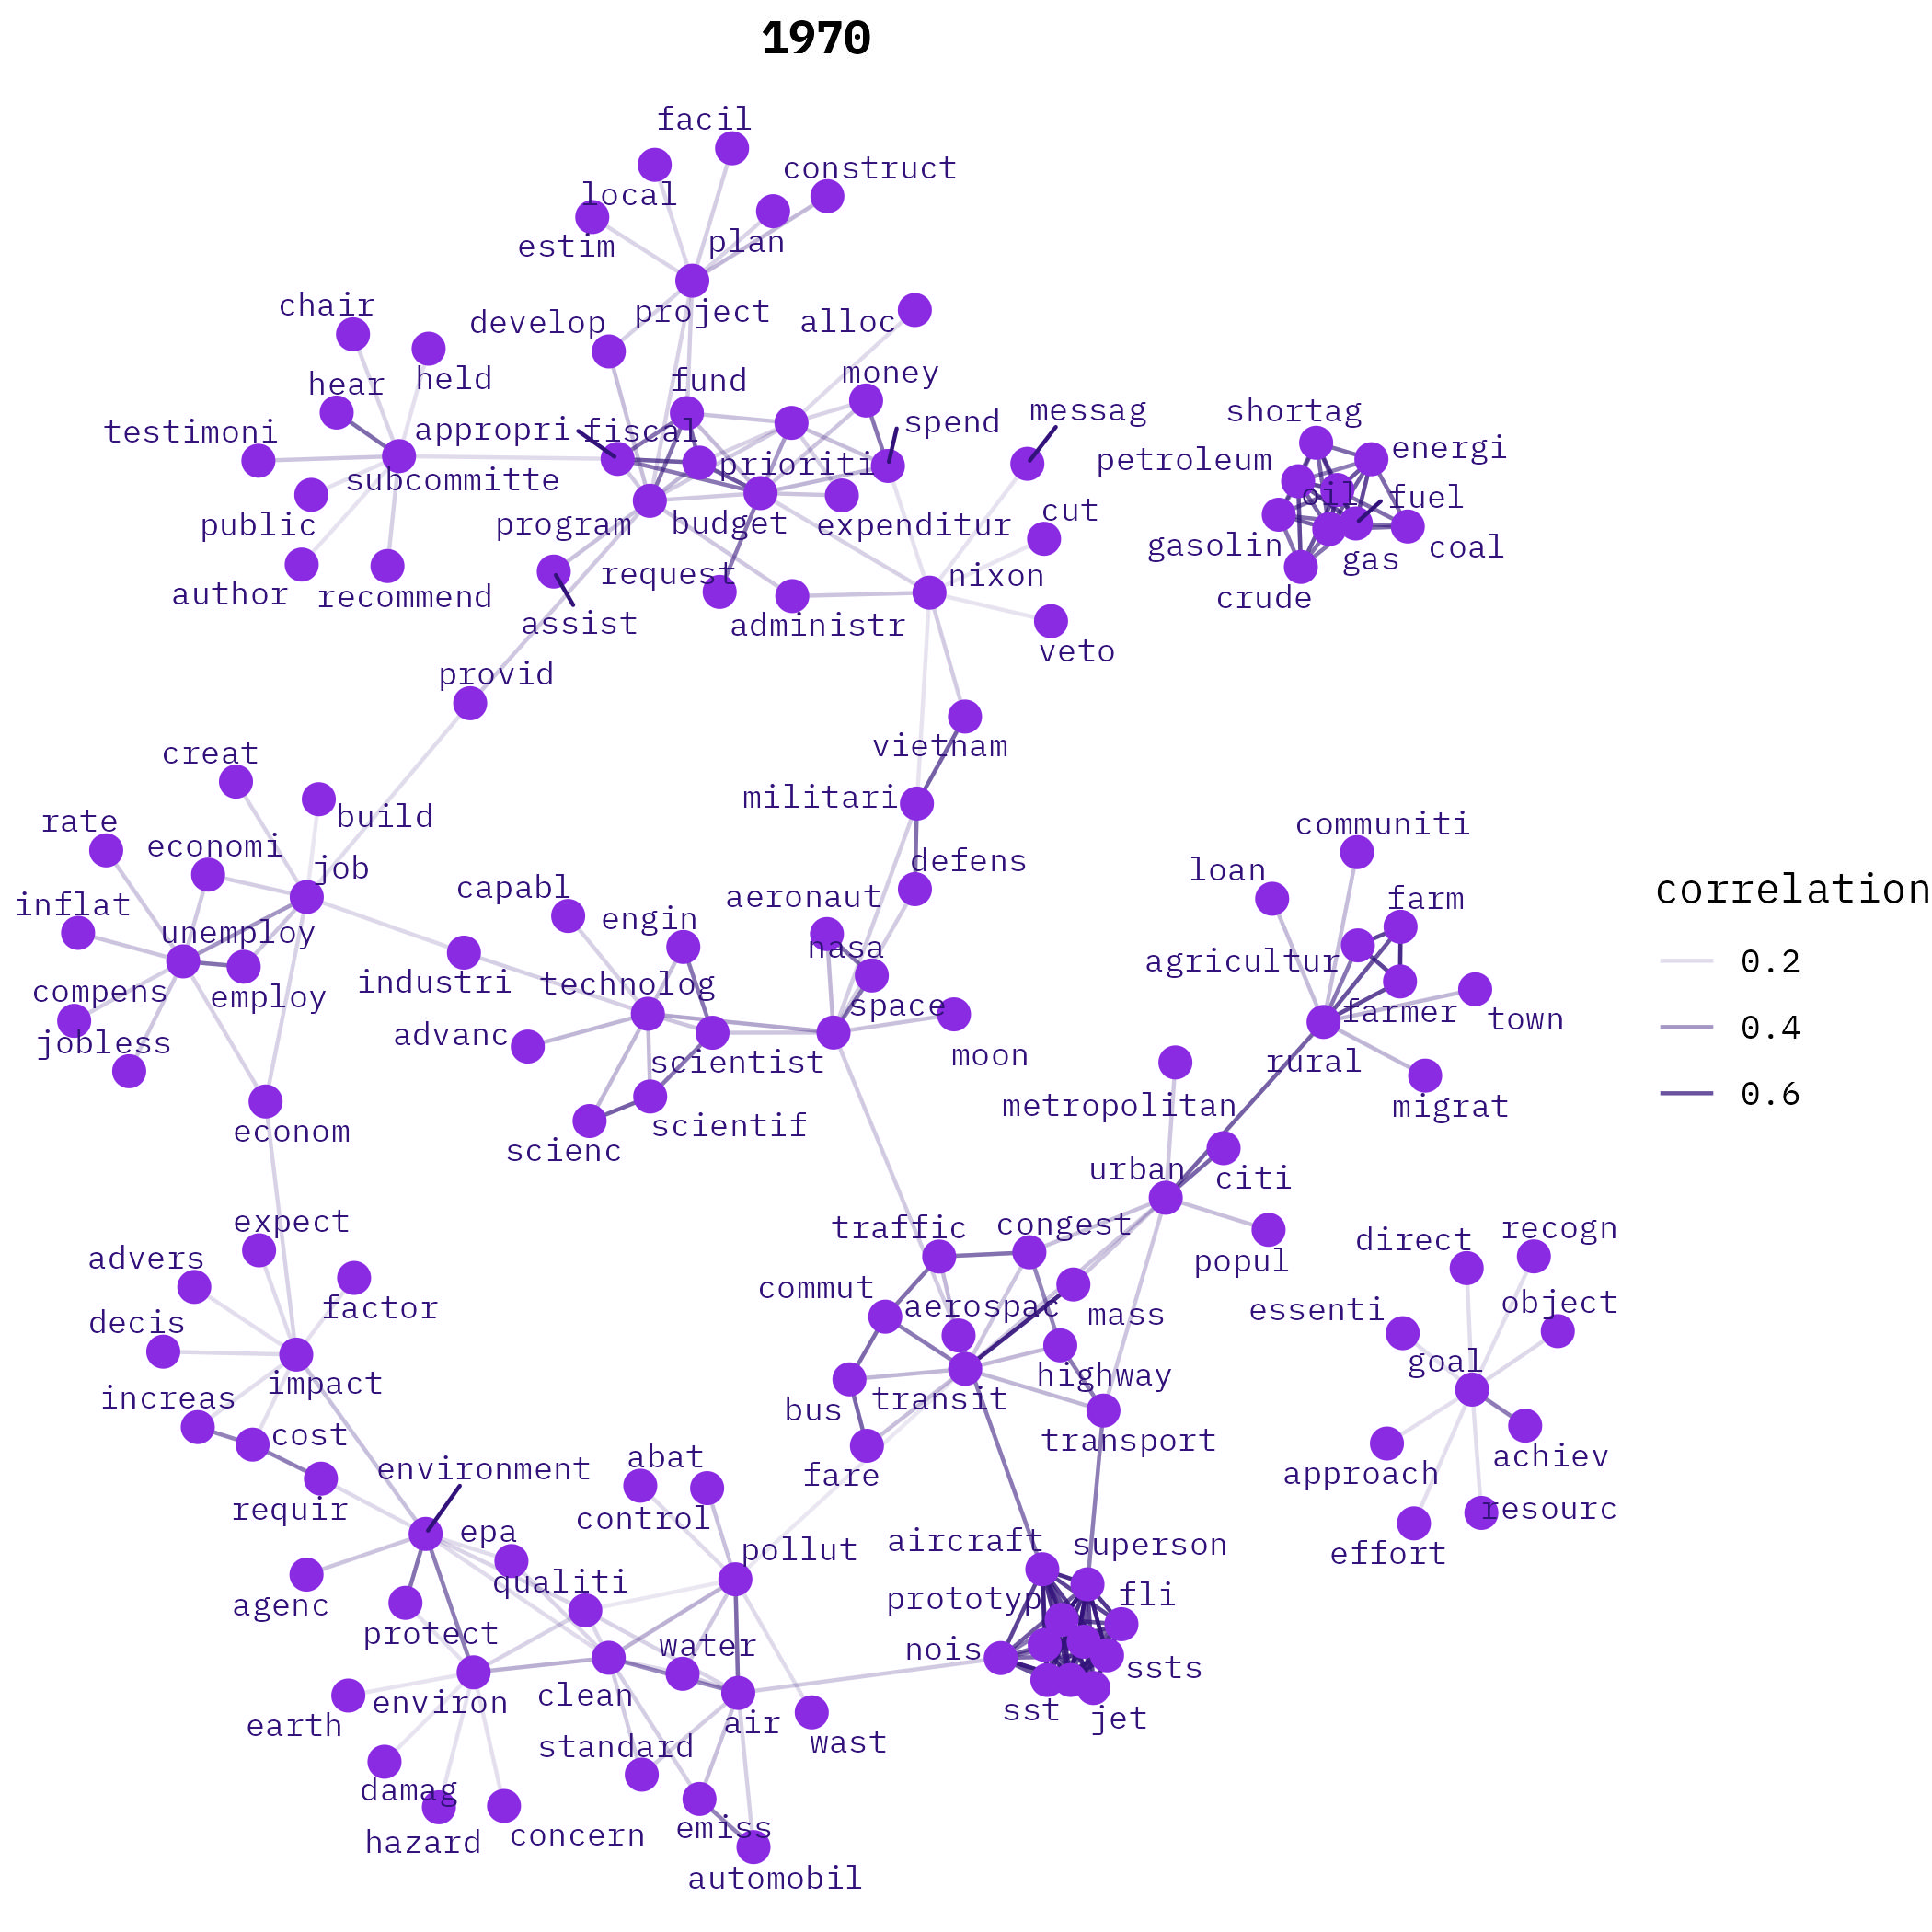 1970
facil
construct
local
plan
estim
chair
develop
project
alloc
hear
held
fund
money
testimoni
appropri
fiscal
spend
messag
shortag
energi
subcommitte
prioriti
petroleum
oil
fuel
public
program
budget
expenditur
cut
gasolin
gas
coal
author
recommend
request
nixon
crude
assist
administr
veto
provid
creat
vietnam
militari
build
rate
economi
job
communiti
inflat
unemploy
capabl
engin
aeronaut
defens
loan
farm
nasa
agricultur
correlation
0.2
0.4
0.6
compens
employ
industri
technolog
space
farmer
town
jobless
advanc
scientist
moon
rural
econom
scienc
scientif
metropolitan
migrat
urban
citi
expect
advers
factor
traffic
congest
popul
direct
recogn
decis
commut
aerospac
mass
essenti
object
increas
impact
bus
transit
highway
goal
cost
environment
abat
fare
transport
approach
achiev
requir
epa
control
pollut
aircraft
superson
effort
resourc
agenc
qualiti
prototyp
fli
protect
water
nois
ssts
earth
environ
clean
air
sst
jet
standard
wast
damag
hazard
concern
emiss
automobil